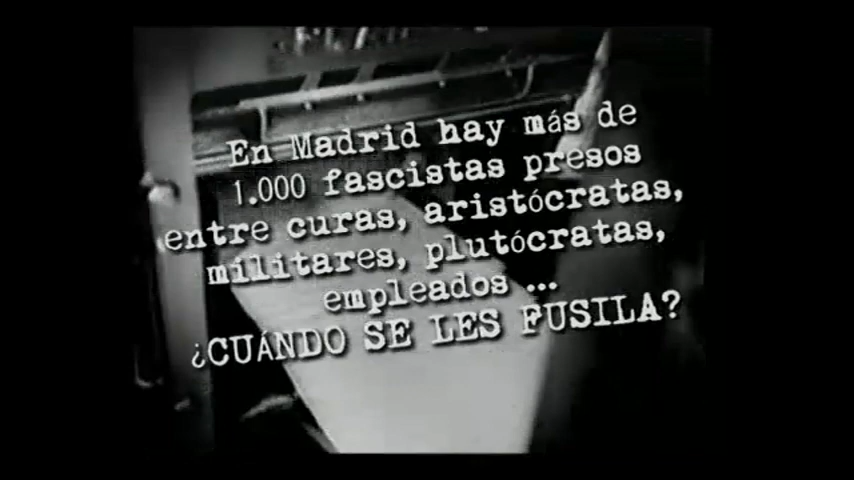 En Madrid hay más de
1.000 fascistas presos
entre curas, aristócratas,
militares, plutócratas,
empleados ...
¿CUÁNDO SE LES FUSILA?